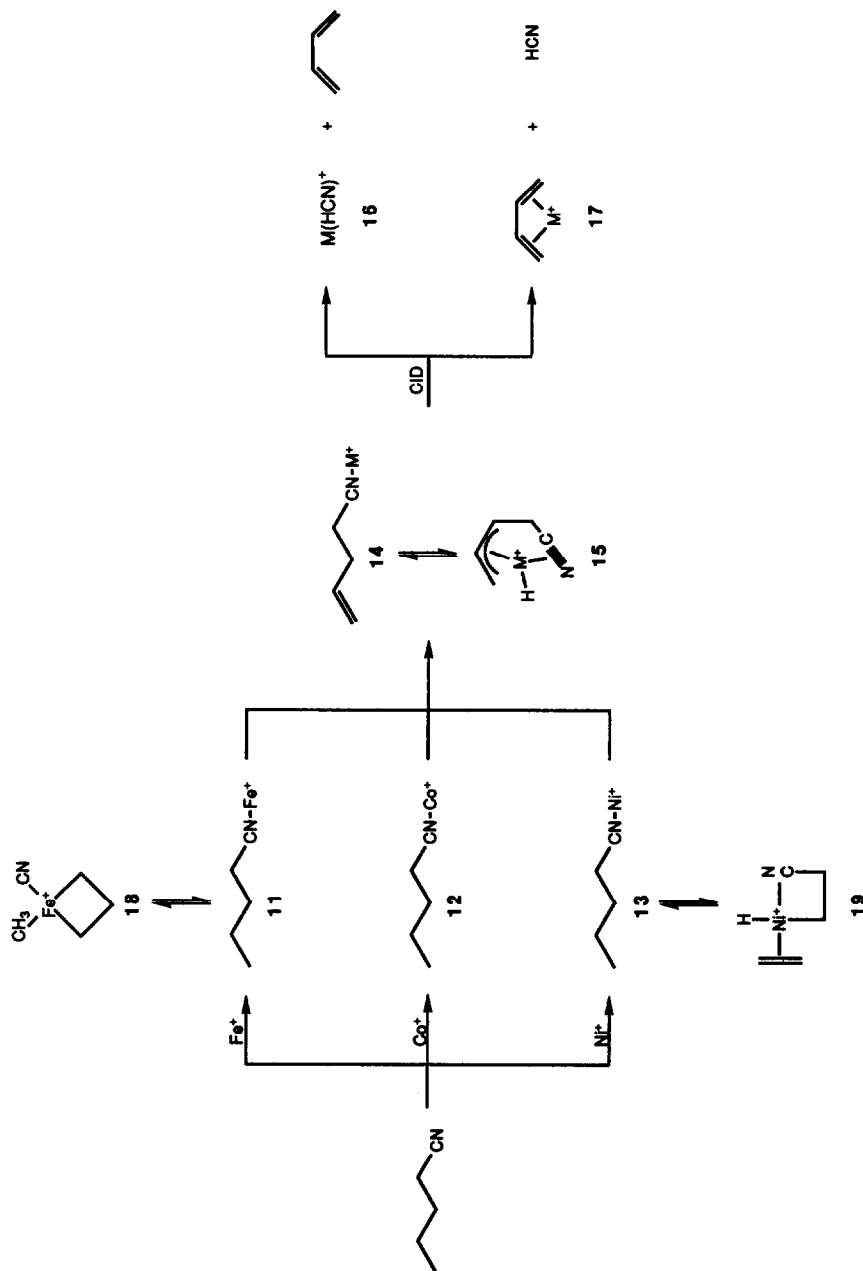 CH₃
CN
Fe⁺
18
Fe⁺
CN-Fe⁺
11
CN
Co⁺
CN-Co⁺
12
Ni⁺
CN-Ni⁺
13
H
Ni⁺
N
C
19
CN-M⁺
14
H
M⁺
C
N
15
CID
M(HCN)⁺ +
16
M⁺
+ HCN
17